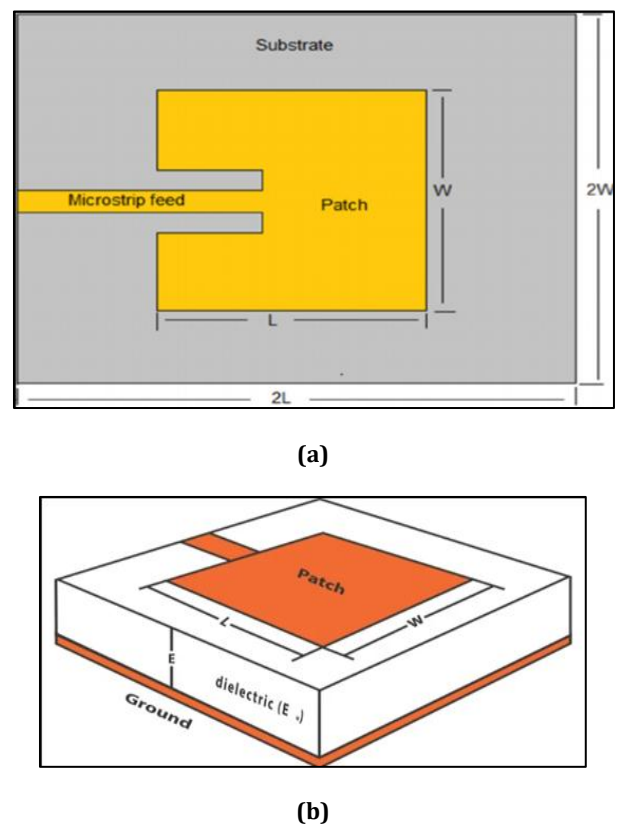 Substrate
Microstrip feed
Patch
W
2W
L
2L
(a)
Patch
L
W
E
dielectric (E
Ground
(b)